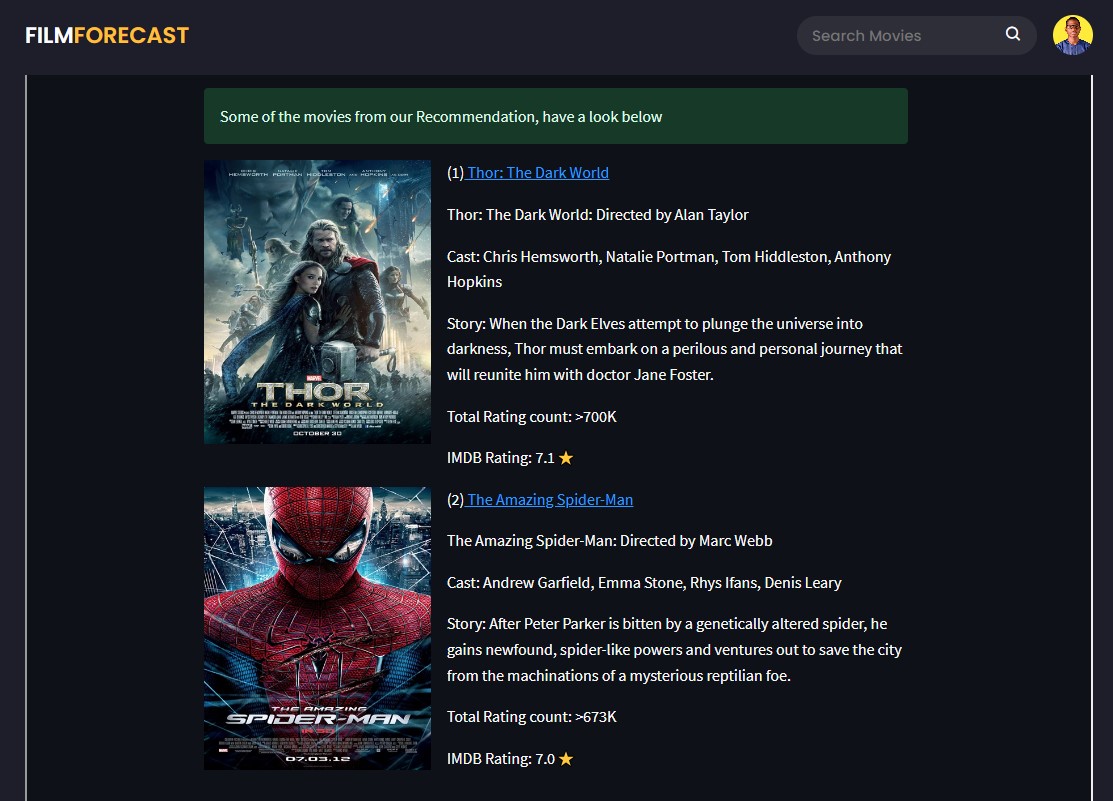 FILMFORECAST
Search Movies
Some of the movies from our Recommendation, have a look below
HEMSWORTH PORTMAN HIDDLESTON HOPKINS
MARVEL
THOR
THE DARK WORLD
OCTOBER 30
(1) Thor: The Dark World
Thor: The Dark World: Directed by Alan Taylor
Cast: Chris Hemsworth, Natalie Portman, Tom Hiddleston, Anthony
Hopkins
Story: When the Dark Elves attempt to plunge the universe into
darkness, Thor must embark on a perilous and personal journey that
will reunite him with doctor Jane Foster.
Total Rating count: >700K
IMDB Rating: 7.1 ⭐
THE AMAZING
SPIDER-MAN
07.03.12
(2) The Amazing Spider-Man
The Amazing Spider-Man: Directed by Marc Webb
Cast: Andrew Garfield, Emma Stone, Rhys Ifans, Denis Leary
Story: After Peter Parker is bitten by a genetically altered spider, he
gains newfound, spider-like powers and ventures out to save the city
from the machinations of a mysterious reptilian foe.
Total Rating count: >673K
IMDB Rating: 7.0 ⭐